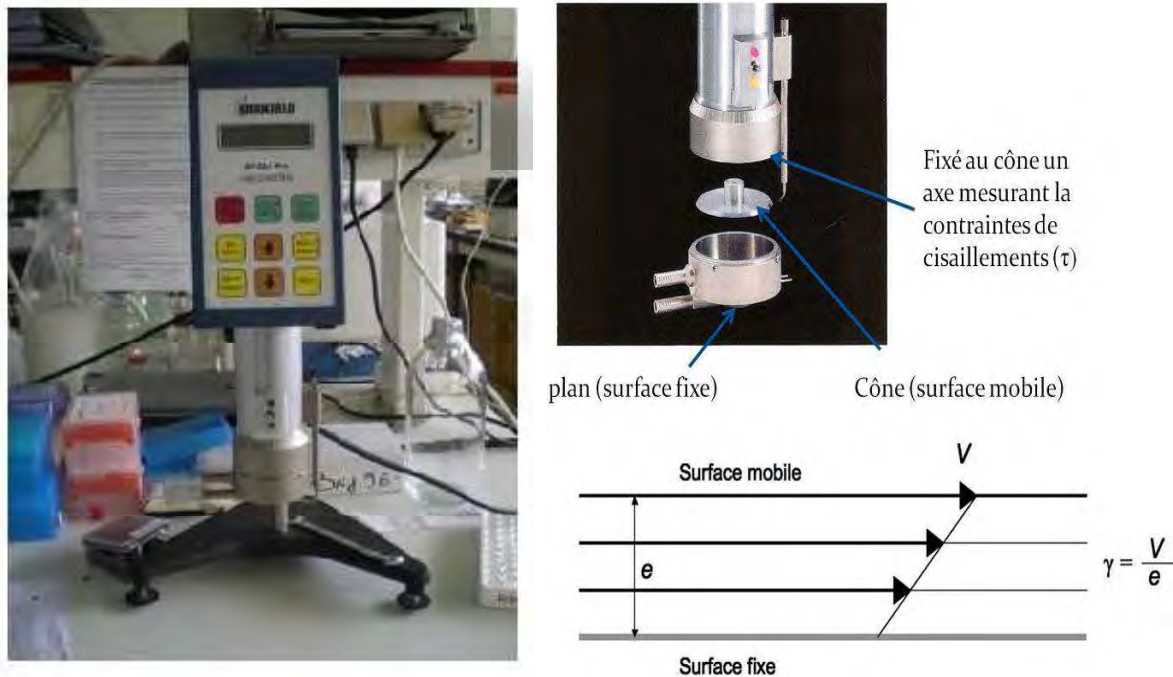 BROOKFIELD
Fixé au cône un
axe mesurant la
contraintes de
cisaillements (τ)
plan (surface fixe)
Cône (surface mobile)
Surface mobile
V
e
γ = V / e
Surface fixe